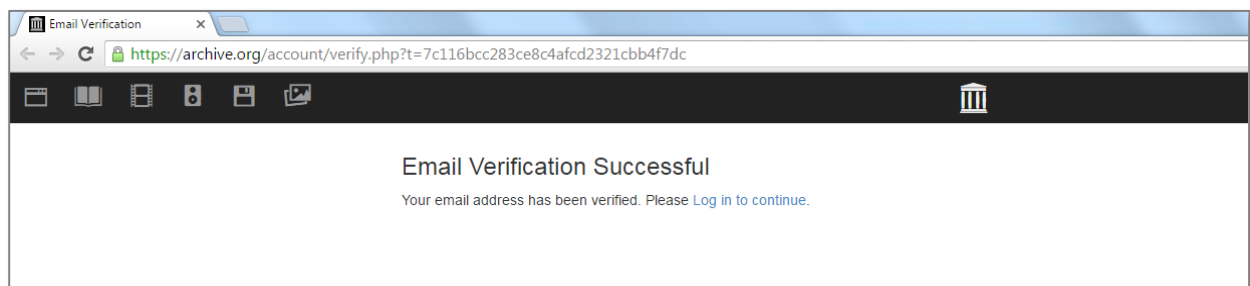 Email Verification
https://archive.org/account/verify.php?t=7c116bcc283ce8c4afcd2321cbb4f7dc
Email Verification Successful
Your email address has been verified. Please Log in to continue.